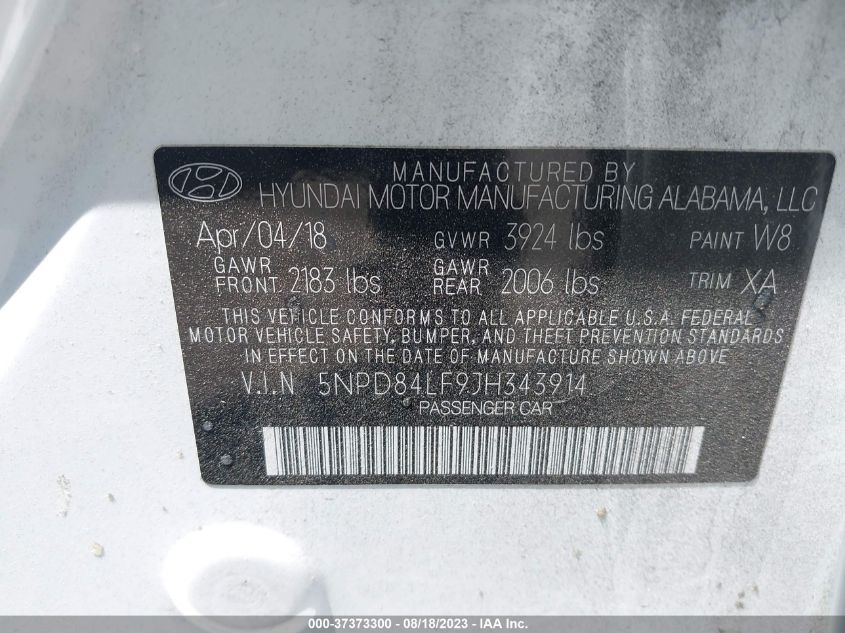 MANUFACTURED BY
HYUNDAI MOTOR MANUFACTURING ALABAMA, LLC
Apr/04/18 GVWR 3924 lbs PAINT W8
GAWR FRONT 2183 lbs GAWR REAR 2006 lbs TRIM XA
THIS VEHICLE CONFORMS TO ALL APPLICABLE U.S.A. FEDERAL
MOTOR VEHICLE SAFETY, BUMPER, AND THEFT PREVENTION STANDARDS
IN EFFECT ON THE DATE OF MANUFACTURE SHOWN ABOVE
V.I.N 5NPD84LF9JH343914
PASSENGER CAR
000-37373300 - 08/18/2023 - IAA Inc.